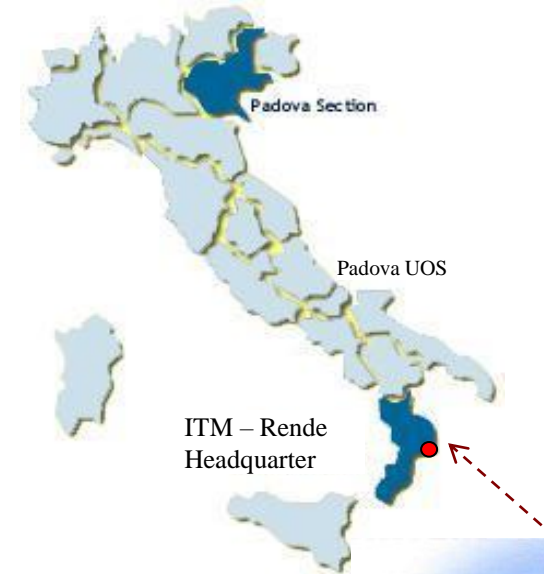 Padova Section
Padova UOS
ITM – Rende
Headquarter